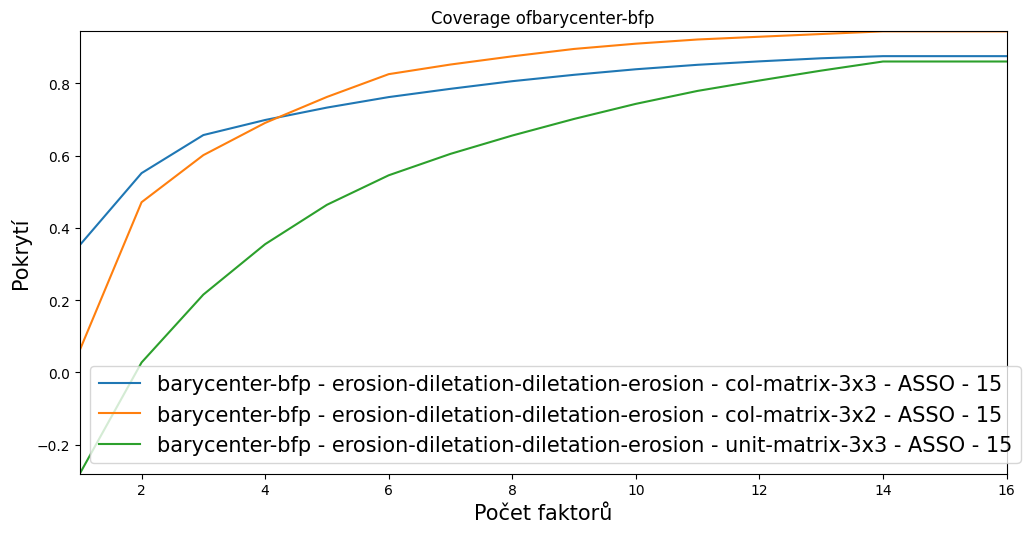 Coverage ofbarycenter-bfp
Pokrytí
0.8
0.6
0.4
0.2
0.0
−0.2
barycenter-bfp - erosion-diletation-diletation-erosion - col-matrix-3x3 - ASSO - 15
barycenter-bfp - erosion-diletation-diletation-erosion - col-matrix-3x2 - ASSO - 15
barycenter-bfp - erosion-diletation-diletation-erosion - unit-matrix-3x3 - ASSO - 15
2 4 6 8 10 12 14 16
Počet faktorů